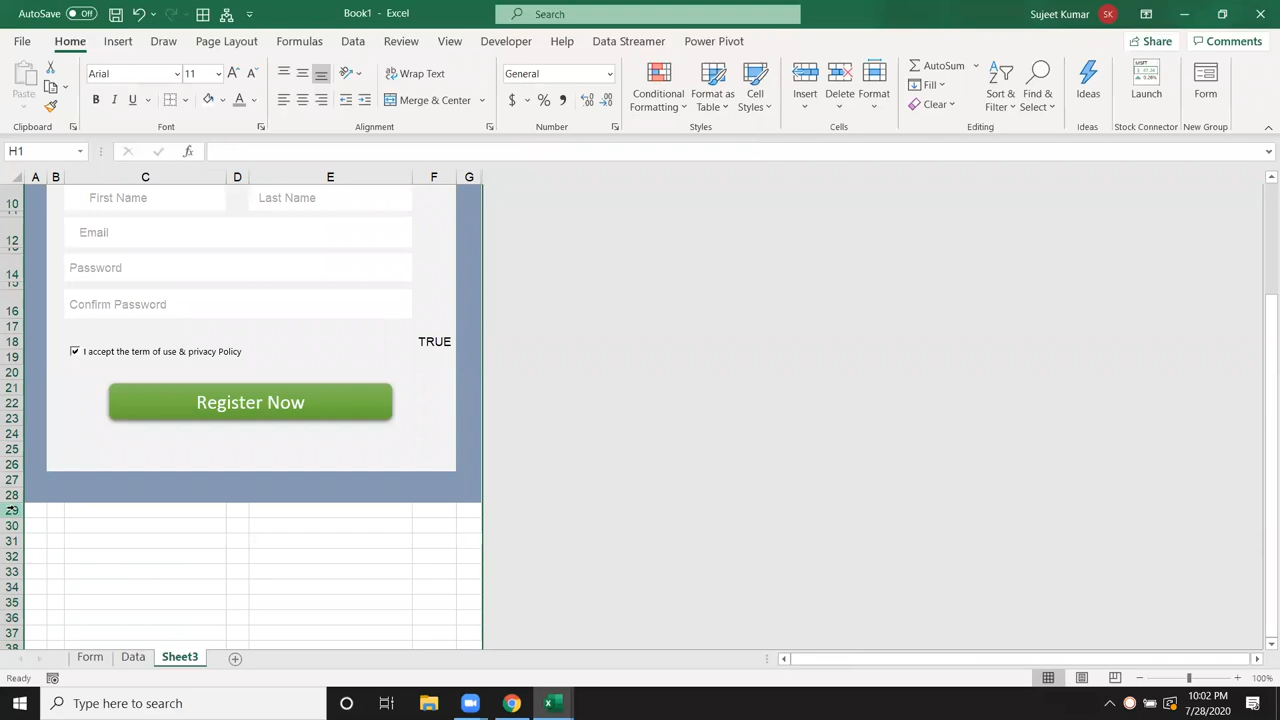 AutoSave Off
Book1 - Excel
Search
Sujeet Kumar SK
File Home Insert Draw Page Layout Formulas Data Review View Developer Help Data Streamer Power Pivot Share Comments
Paste
Arial 11
B I U
Wrap Text
Merge & Center
General
$ % ,
Conditional Formatting
Format as Table
Cell Styles
Insert
Delete
Format
AutoSum
Fill
Clear
Sort & Filter
Find & Select
Ideas
Launch
Form
Clipboard Font Alignment Number Styles Cells Editing Ideas Stock Connector New Group
H1
fx
A B C D E F G
10 First Name Last Name
12 Email
14 Password
16 Confirm Password
17
18 TRUE
I accept the term of use & privacy Policy
19
20
21
22 Register Now
23
24
25
26
27
28
29
30
31
32
33
34
35
36
37
38
Form Data Sheet3
Ready
100%
Type here to search
10:02 PM
7/28/2020